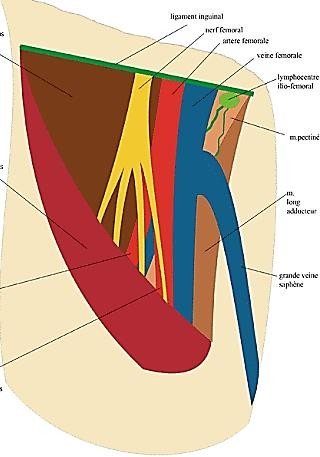 ligament inguinal
nerf femoral
artere femorale
veine femorale
lymphocentre
ilio-femoral
m.pectiné
m.
long
adducteur
grande veine
saphène